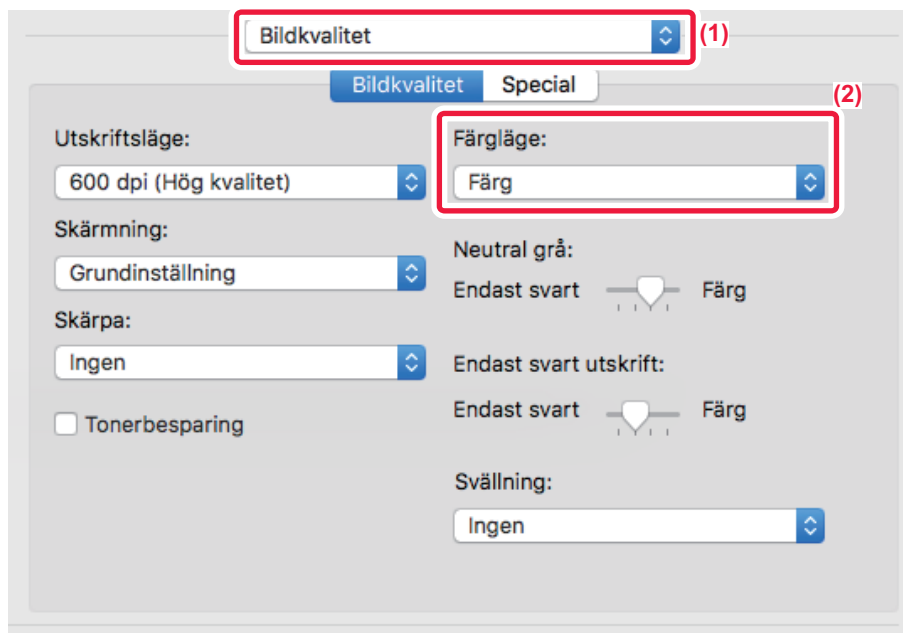 Bildkvalitet (1)
Bildkvalitet Special
(2)
Utskriftsläge:
600 dpi (Hög kvalitet)
Skärmning:
Grundinställning
Skärpa:
Ingen
Tonerbesparing
Färgläge:
Färg
Neutral grå:
Endast svart Färg
Endast svart utskrift:
Endast svart Färg
Svällning:
Ingen